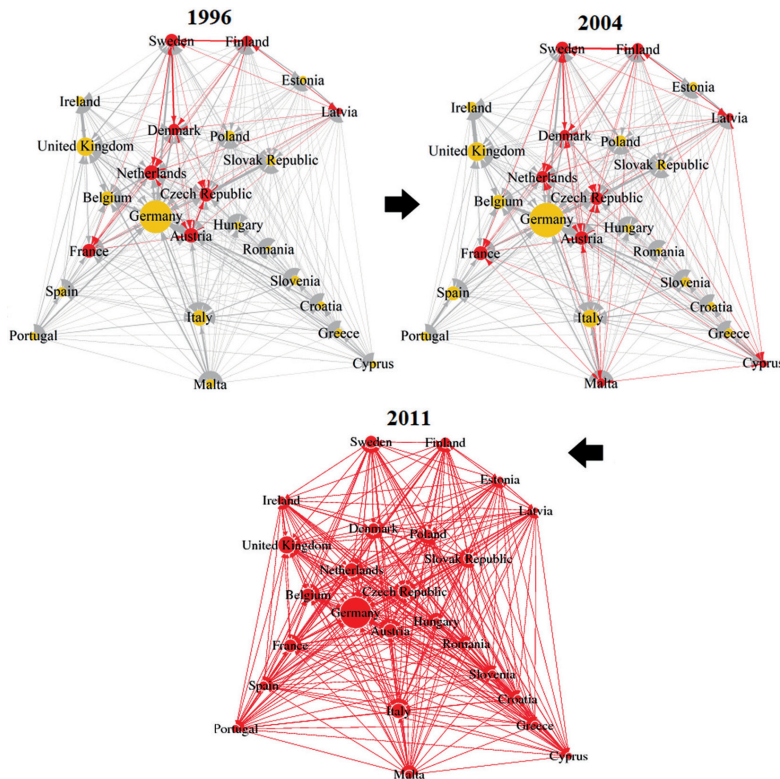 1996
Sweden
Finland
Estonia
Ireland
Latvia
Denmark
Poland
United Kingdom
Slovak Republic
Netherlands
Czech Republic
Belgium
Germany
Hungary
Austria
France
Romania
Spain
Slovenia
Croatia
Italy
Portugal
Greece
Cyprus
Malta
2004
Sweden
Finland
Estonia
Ireland
Latvia
Denmark
Poland
United Kingdom
Slovak Republic
Netherlands
Czech Republic
Belgium
Germany
Hungary
Austria
France
Romania
Spain
Slovenia
Croatia
Italy
Portugal
Greece
Cyprus
Malta
2011
Sweden
Finland
Estonia
Ireland
Latvia
Denmark
Poland
United Kingdom
Slovak Republic
Netherlands
Czech Republic
Belgium
Germany
Hungary
Austria
France
Romania
Slovenia
Spain
Croatia
Italy
Portugal
Greece
Cyprus
Malta